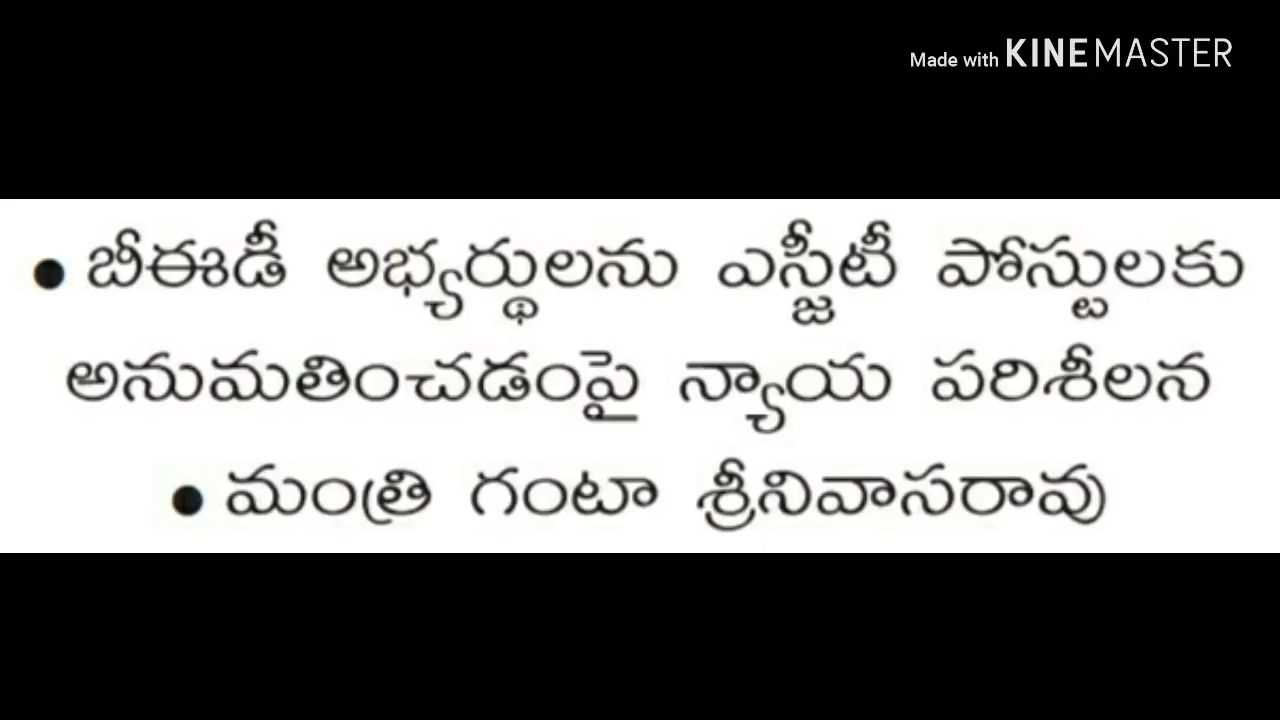 Made with KINEMASTER
• బీఈడీ అభ్యర్థులను ఎస్జీటీ పోస్టులకు
అనుమతించడంపై న్యాయ పరిశీలన
• మంత్రి గంటా శ్రీనివాసరావు